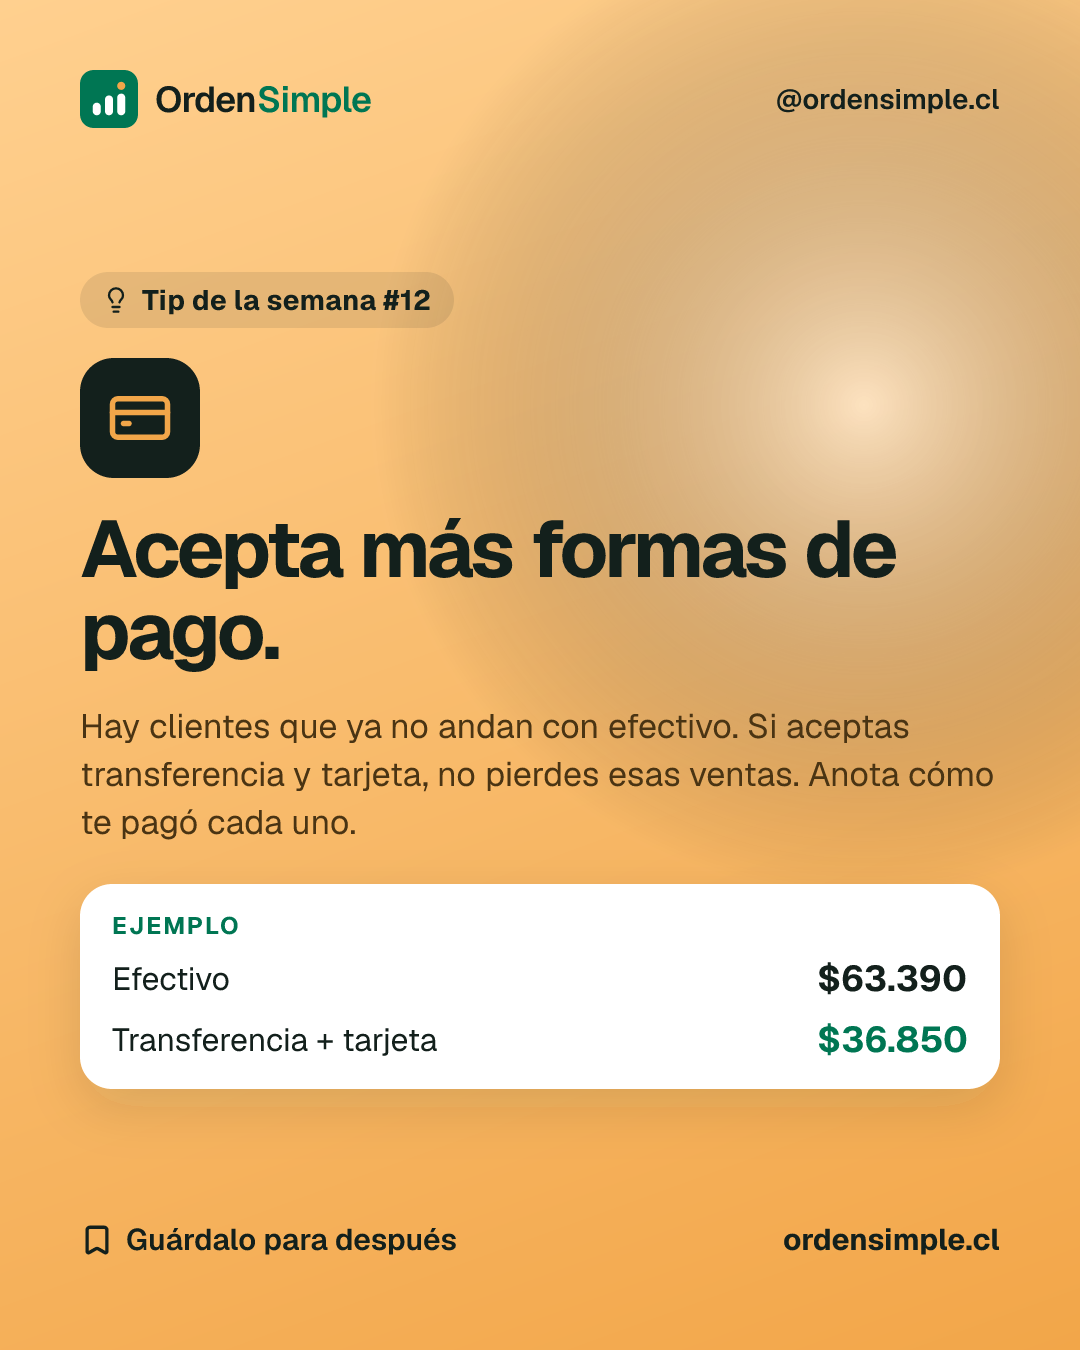 OrdenSimple
@ordensimple.cl
Tip de la semana #12
Acepta más formas de
pago.
Hay clientes que ya no andan con efectivo. Si aceptas
transferencia y tarjeta, no pierdes esas ventas. Anota cómo
te pagó cada uno.
EJEMPLO
Efectivo $63.390
Transferencia + tarjeta $36.850
Guárdalo para después
ordensimple.cl